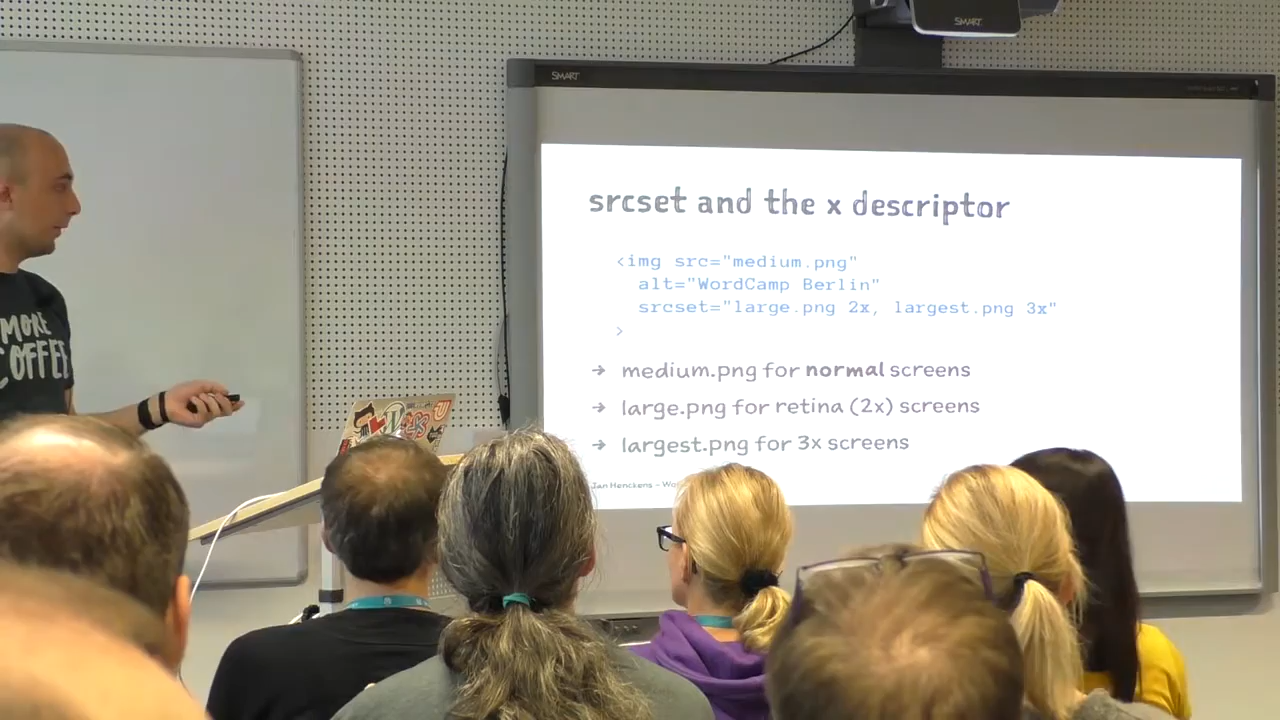 SMART
SMART
srcset and the x descriptor
<img src="medium.png"
alt="WordCamp Berlin"
srcset="large.png 2x, largest.png 3x"
>
→ medium.png for normal screens
→ large.png for retina (2x) screens
→ largest.png for 3x screens
Jan Henckens –
MORE
COFFEE